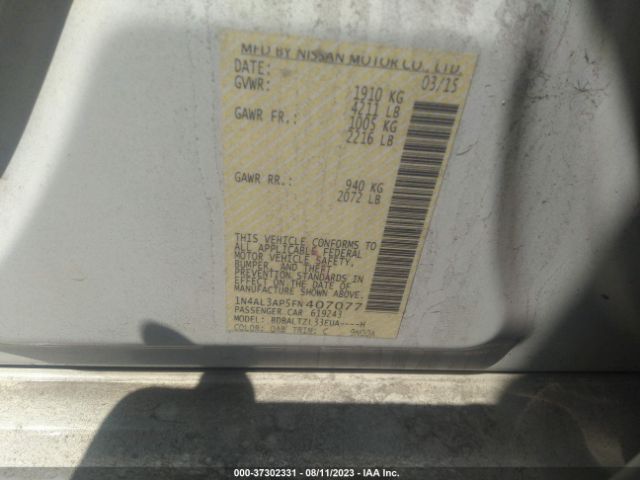 MFD BY NISSAN MOTOR CO., LTD.
DATE: 03/15
GVWR: 1910 KG
4211 LB
GAWR FR.: 1005 KG
2216 LB
GAWR RR.: 940 KG
2072 LB
THIS VEHICLE CONFORMS TO
ALL APPLICABLE FEDERAL
MOTOR VEHICLE SAFETY,
BUMPER, AND THEFT
PREVENTION STANDARDS IN
EFFECT ON THE DATE OF
MANUFACTURE SHOWN ABOVE.
1N4AL3AP5FN407077
PASSENGER CAR 619243
MODEL: BDBALTZL33EUA----H
COLOR: QAB TRIM: C
000-37302331 - 08/11/2023 - IAA Inc.